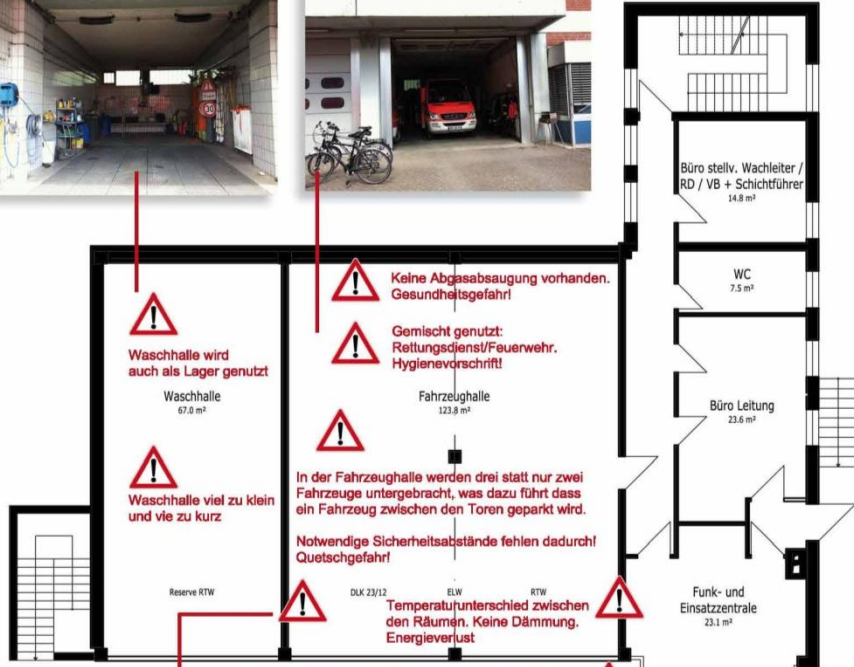 Büro stellv. Wachleiter /
RD / VB + Schichtführer
14.8 m²
WC
7.5 m²
Keine Abgasabsaugung vorhanden.
Gesundheitsgefahr!
Gemischt genutzt:
Rettungsdienst/Feuerwehr.
Hygienevorschrift!
Waschhalle wird
auch als Lager genutzt
Waschhalle
67.0 m²
Fahrzeughalle
123.8 m²
Büro Leitung
23.6 m²
Waschhalle viel zu klein
und vie zu kurz
In der Fahrzeughalle werden drei statt nur zwei
Fahrzeuge untergebracht, was dazu führt dass
ein Fahrzeug zwischen den Toren geparkt wird.
Notwendige Sicherheitsabstände fehlen dadurch!
Quetschgefahr!
Reserve RTW
DLK 23/12
ELW
RTW
Temperaturunterschied zwischen
den Räumen. Keine Dämmung.
Energieverlust
Funk- und
Einsatzzentrale
23.1 m²
30